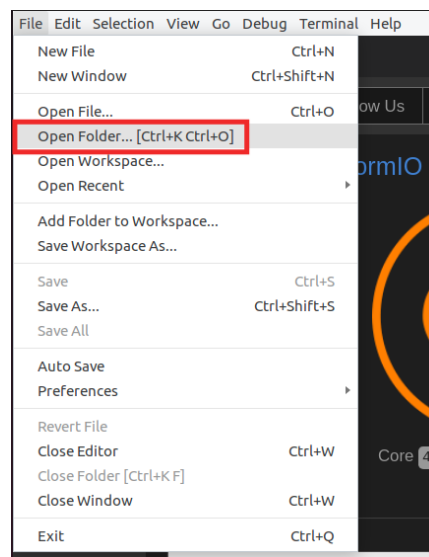 File Edit Selection View Go Debug Terminal Help
New File Ctrl+N
New Window Ctrl+Shift+N
Open File... Ctrl+O
ow Us
Open Folder... [Ctrl+K Ctrl+O]
Open Workspace...
ormIO
Open Recent
Add Folder to Workspace...
Save Workspace As...
Save Ctrl+S
Save As... Ctrl+Shift+S
Save All
Auto Save
Preferences
Revert File
Close Editor Ctrl+W
Core 4
Close Folder [Ctrl+K F]
Close Window Ctrl+W
Exit Ctrl+Q